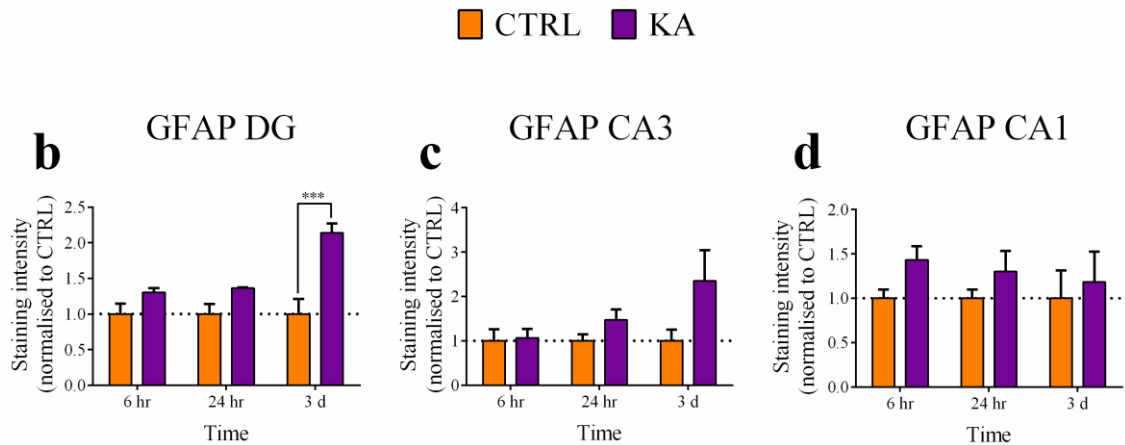 CTRL KA
b GFAP DG
Staining intensity
(normalised to CTRL)
2.5
2.0
1.5
1.0
0.5
0.0
***
6 hr 24 hr 3 d
Time
c GFAP CA3
Staining intensity
(normalised to CTRL)
4
3
2
1
0
6 hr 24 hr 3 d
Time
d GFAP CA1
Staining intensity
(normalised to CTRL)
2.0
1.5
1.0
0.5
0.0
6 hr 24 hr 3 d
Time